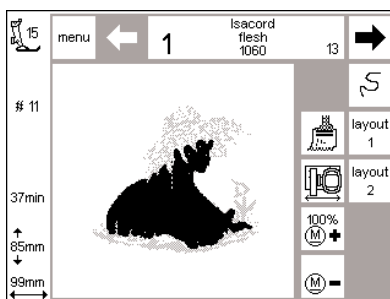 15
menu
1
Isacord
flesh
1060
13
# 11
layout
1
layout
2
37min
85mm
99mm
100%
M +
M -